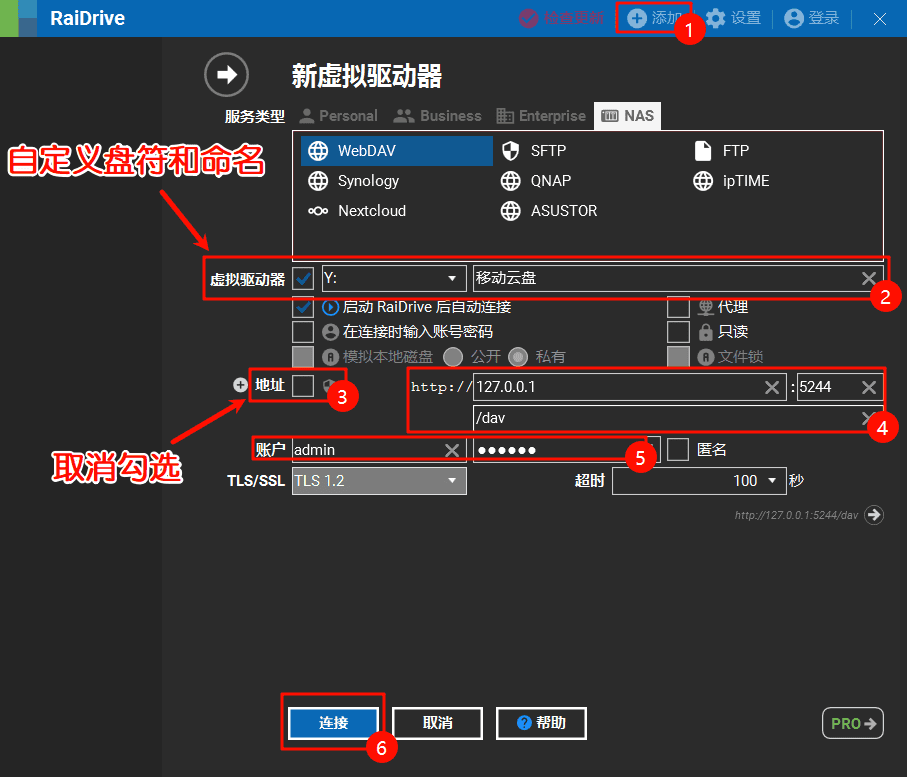 RaiDrive 检查更新 添加 设置 登录
1
新虚拟驱动器
服务类型 Personal Business Enterprise NAS
自定义盘符和命名
WebDAV SFTP FTP
Synology QNAP ipTIME
Nextcloud ASUSTOR
虚拟驱动器 Y: 移动云盘
2
启动 RaiDrive 后自动连接 代理
在连接时输入账号密码 只读
模拟本地磁盘 公开 私有 文件锁
地址 http:// 127.0.0.1 : 5244
3
/dav
4
取消勾选
账户 admin ●●●●●● 匿名
5
TLS/SSL TLS 1.2 超时 100 秒
http://127.0.0.1:5244/dav
连接 取消 ? 帮助 PRO
6